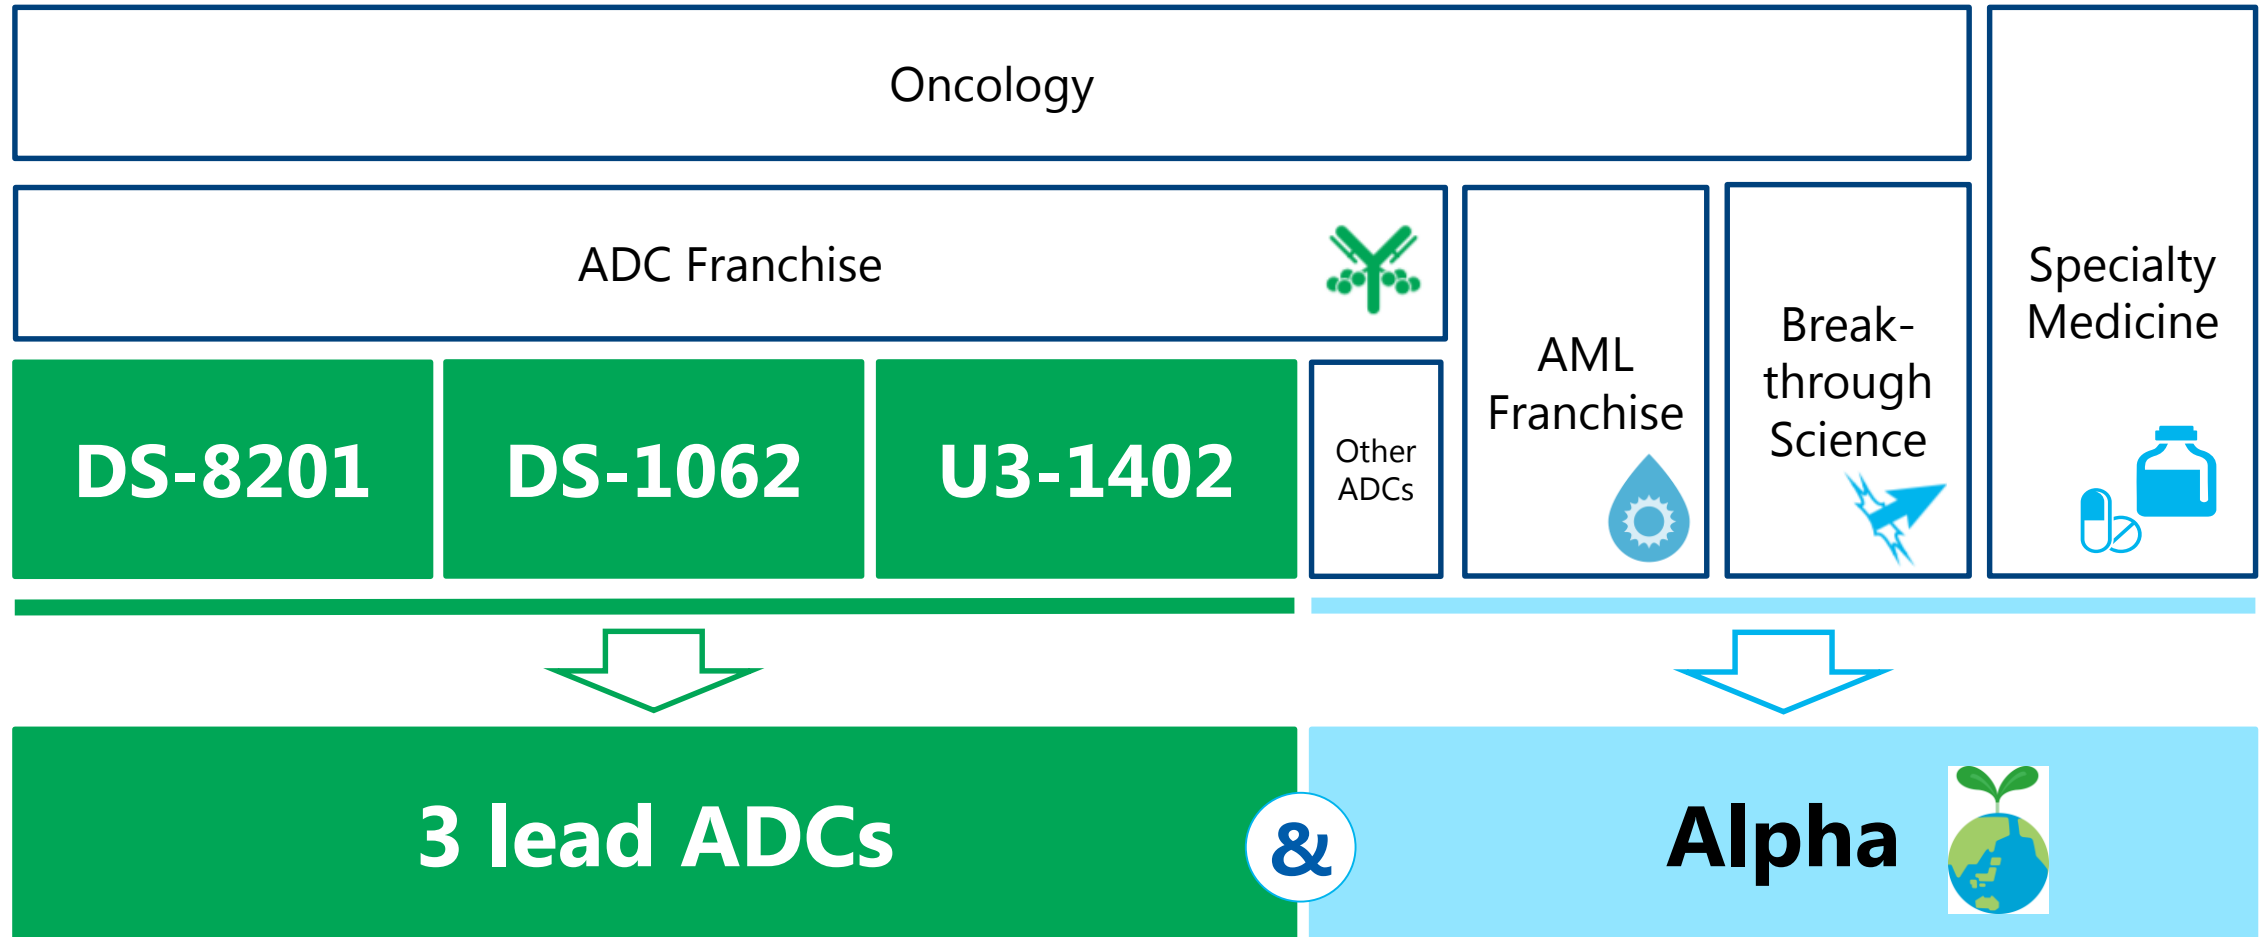 Oncology
ADC Franchise
DS-8201
DS-1062
U3-1402
Other
ADCs
AML
Franchise
Break-
through
Science
Specialty
Medicine
3 lead ADCs
&
Alpha